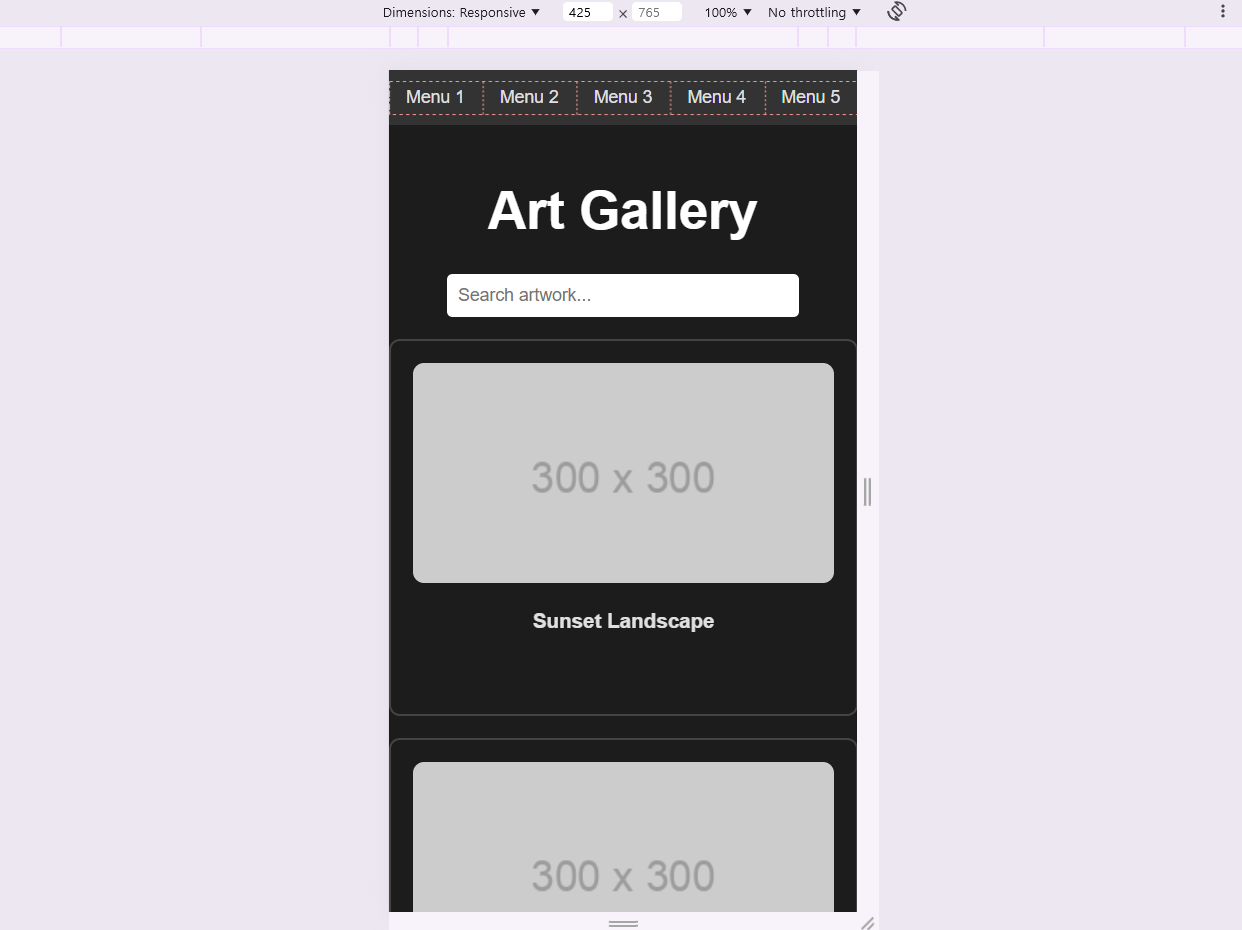 Dimensions: Responsive ▼ 425 × 765 100% ▼ No throttling ▼
Menu 1 Menu 2 Menu 3 Menu 4 Menu 5
Art Gallery
Search artwork...
300 x 300
Sunset Landscape
300 x 300